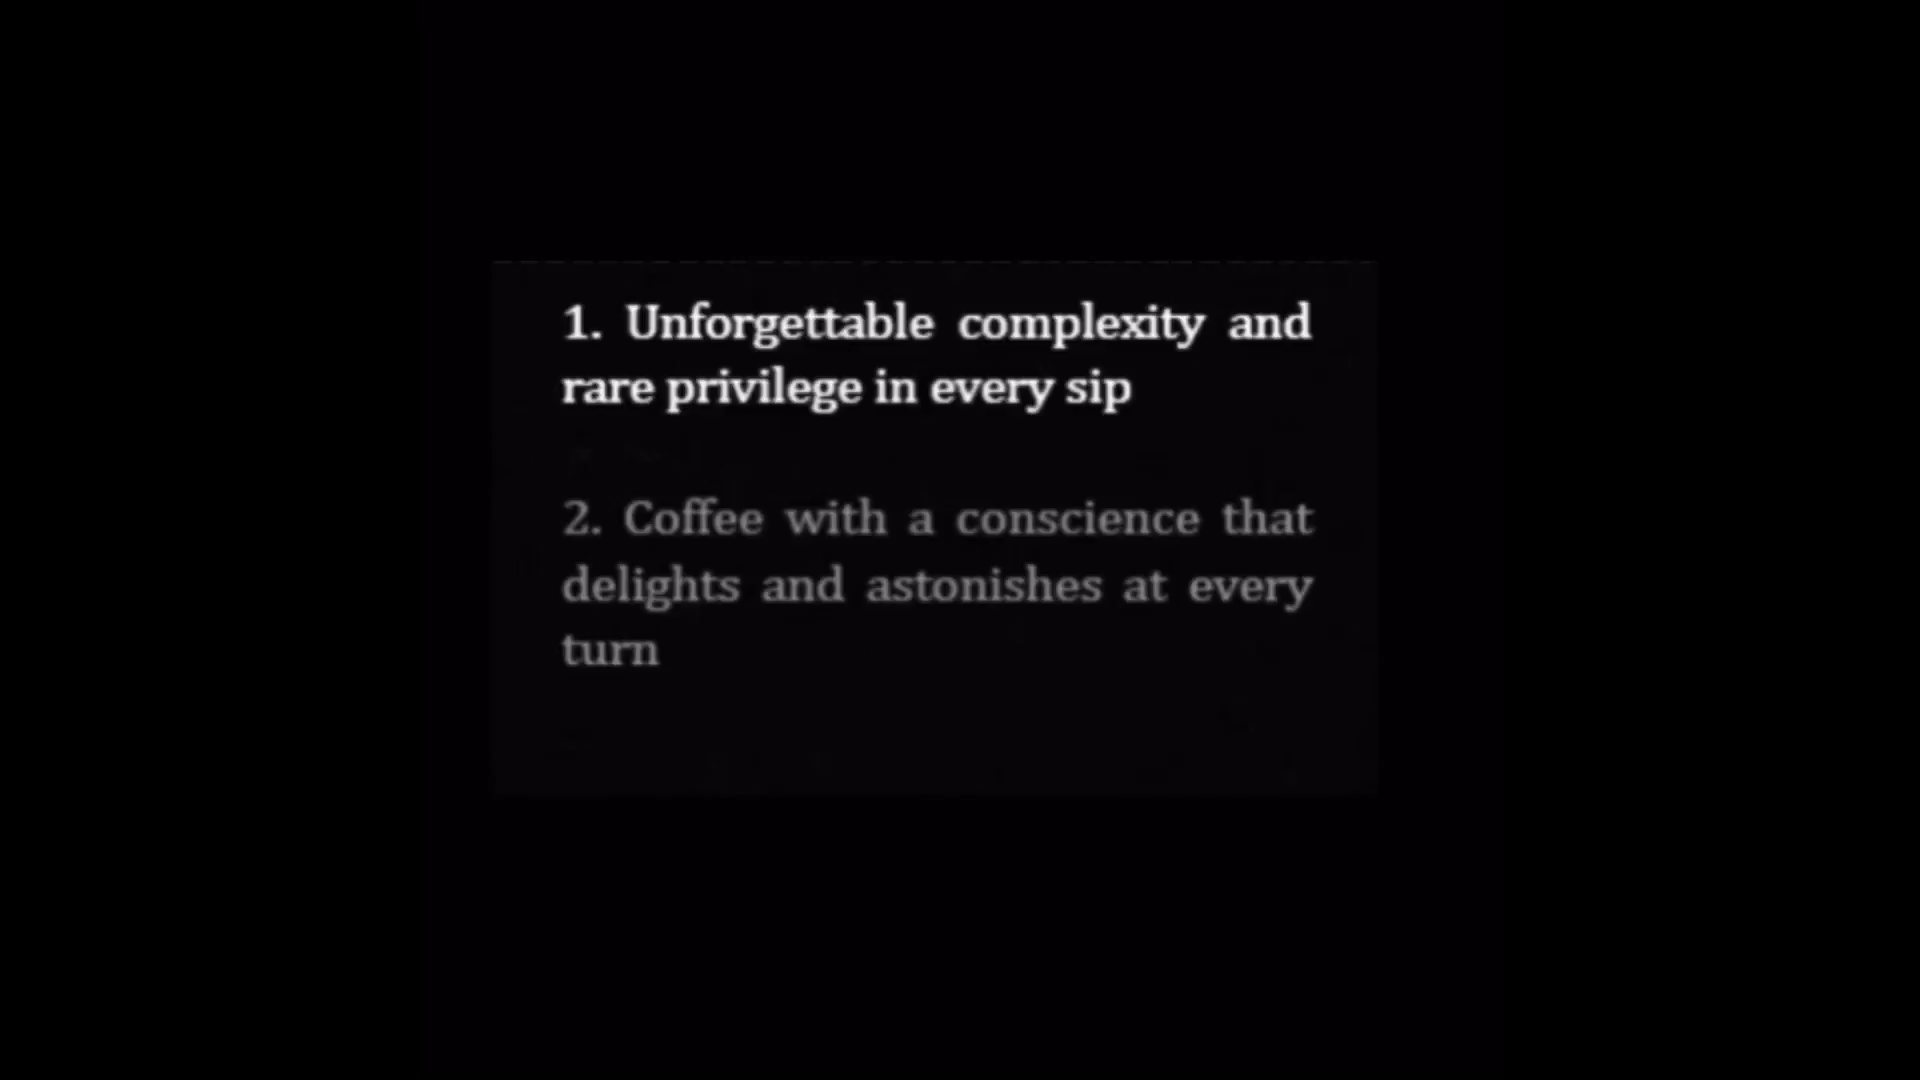 1. Unforgettable complexity and
rare privilege in every sip
2. Coffee with a conscience that
delights and astonishes at every
turn